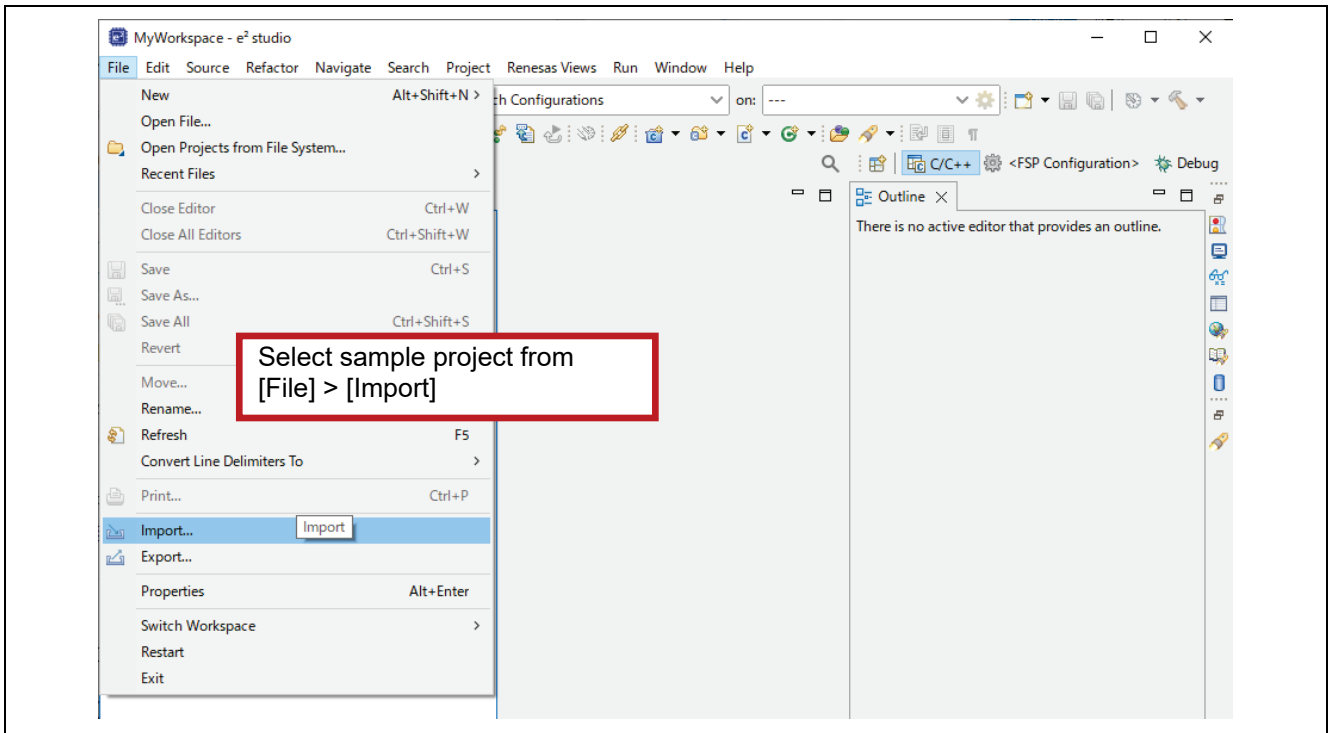 MyWorkspace - e² studio
File Edit Source Refactor Navigate Search Project Renesas Views Run Window Help
New Alt+Shift+N >
h Configurations on: ---
Open File...
Open Projects from File System...
Recent Files >
C/C++ <FSP Configuration> Debug
Close Editor Ctrl+W
Outline
Close All Editors Ctrl+Shift+W
There is no active editor that provides an outline.
Save Ctrl+S
Save As...
Save All Ctrl+Shift+S
Revert
Select sample project from
[File] > [Import]
Move...
Rename...
Refresh F5
Convert Line Delimiters To >
Print... Ctrl+P
Import... Import
Export...
Properties Alt+Enter
Switch Workspace >
Restart
Exit